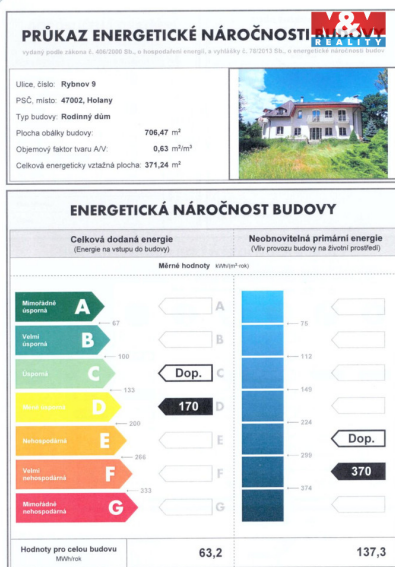 PRŮKAZ ENERGETICKÉ NÁROČNOSTI BUDOVY
M&M
REALITY
vydaný podle zákona č. 406/2000 Sb., o hospodaření energií, a vyhlášky č. 78/2013 Sb., o energetické náročnosti budov
Ulice, číslo: Rybnov 9
PSČ, místo: 47002, Holany
Typ budovy: Rodinný dům
Plocha obálky budovy: 706,47 m²
Objemový faktor tvaru A/V: 0,63 m²/m³
Celková energeticky vztažná plocha: 371,24 m²
ENERGETICKÁ NÁROČNOST BUDOVY
Celková dodaná energie
(Energie na vstupu do budovy)
Neobnovitelná primární energie
(Vliv provozu budovy na životní prostředí)
Měrné hodnoty kWh/(m²·rok)
Mimořádně úsporná A
A
67
75
Velmi úsporná B
B
100
112
Úsporná C
Dop. C
133
149
Méně úsporná D
170 D
200
224
Nehospodárná E
E
Dop.
266
299
Velmi nehospodárná F
F
370
333
374
Mimořádně nehospodárná G
G
Hodnoty pro celou budovu
MWh/rok
63,2
137,3